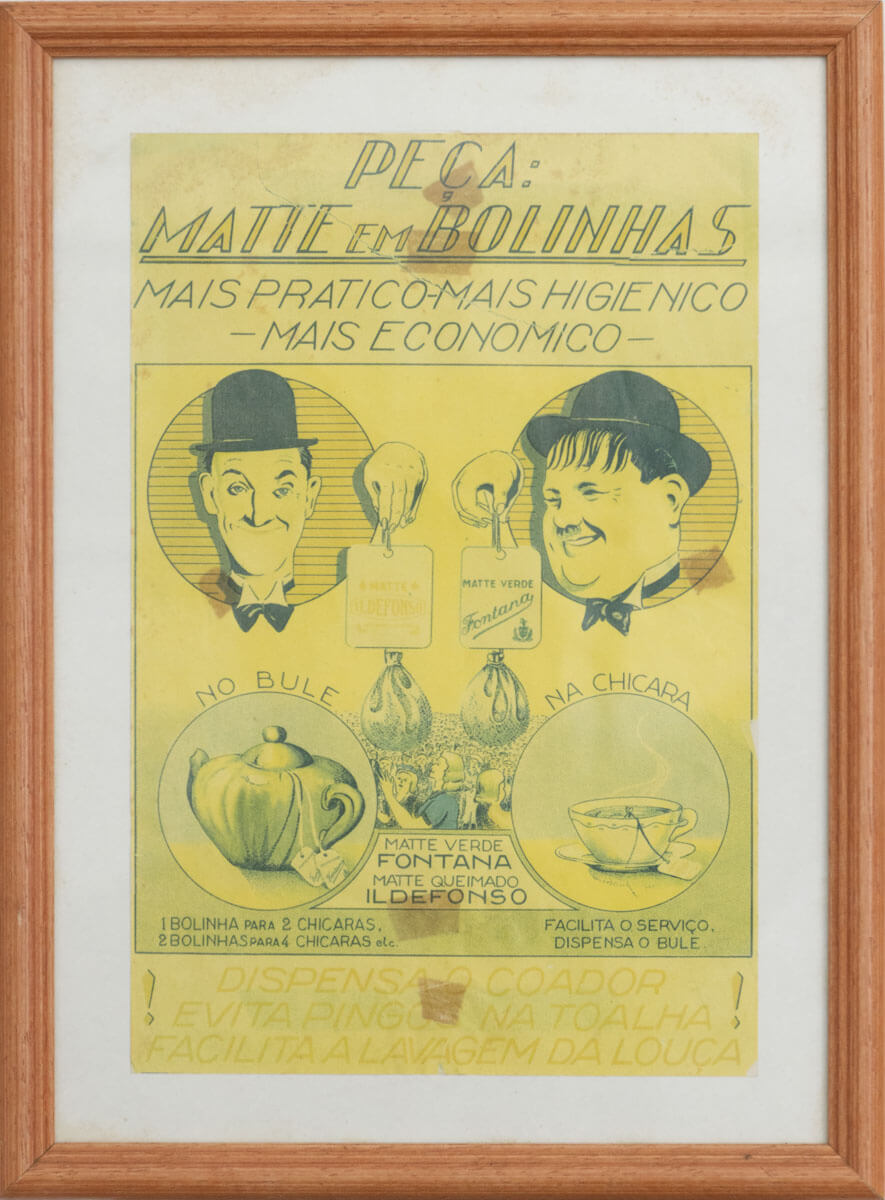 PEÇA:
MATTE EM BOLINHAS
MAIS PRATICO-MAIS HIGIENICO
—MAIS ECONOMICO—
MATTE
ILDEFONSO
MATTE VERDE
Fontana
NO BULE
NA CHICARA
MATTE VERDE
FONTANA
MATTE QUEIMADO
ILDEFONSO
1 BOLINHA PARA 2 CHICARAS,
2 BOLINHAS PARA 4 CHICARAS etc.
FACILITA O SERVIÇO.
DISPENSA O BULE.
! DISPENSA O COADOR !
EVITA PINGOS NA TOALHA
FACILITA A LAVAGEM DA LOUÇA